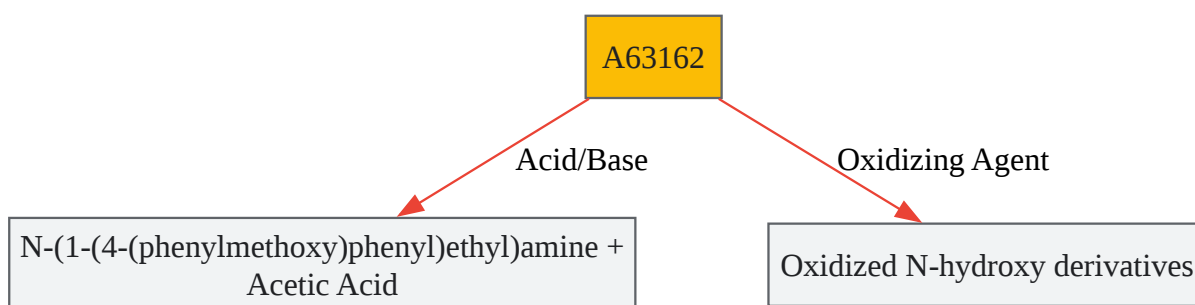 A63162
Acid/Base
Oxidizing Agent
N-(1-(4-(phenylmethoxy)phenyl)ethyl)amine +
Acetic Acid
Oxidized N-hydroxy derivatives